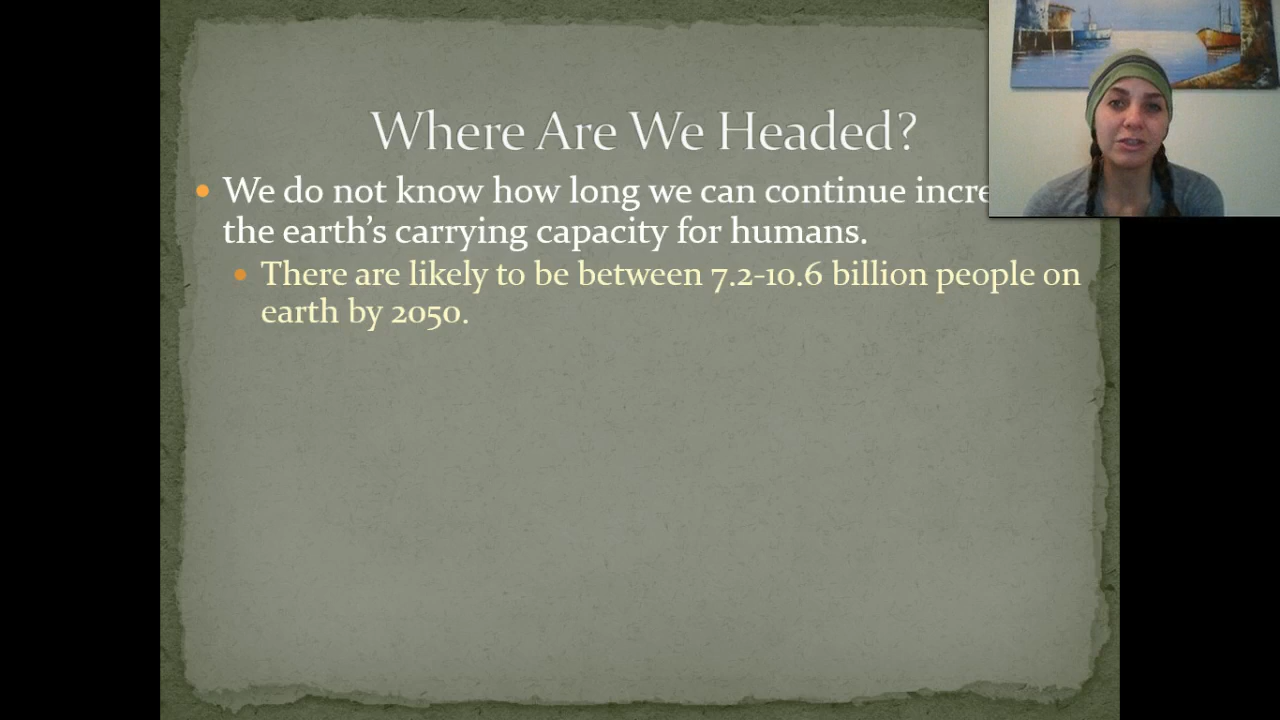 Where Are We Headed?
We do not know how long we can continue
the earth's carrying capacity for humans.
There are likely to be between 7.2-10.6 billion people on
earth by 2050.